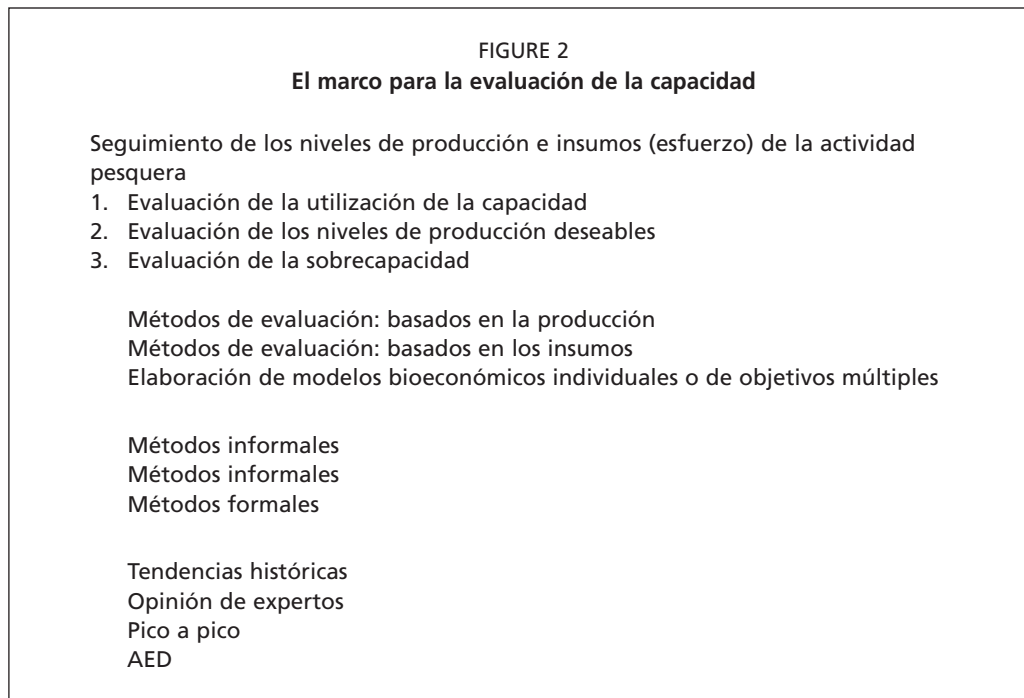 FIGURE 2
El marco para la evaluación de la capacidad
Seguimiento de los niveles de producción e insumos (esfuerzo) de la actividad
pesquera
1. Evaluación de la utilización de la capacidad
2. Evaluación de los niveles de producción deseables
3. Evaluación de la sobrecapacidad
Métodos de evaluación: basados en la producción
Métodos de evaluación: basados en los insumos
Elaboración de modelos bioeconómicos individuales o de objetivos múltiples
Métodos informales
Métodos informales
Métodos formales
Tendencias históricas
Opinión de expertos
Pico a pico
AED